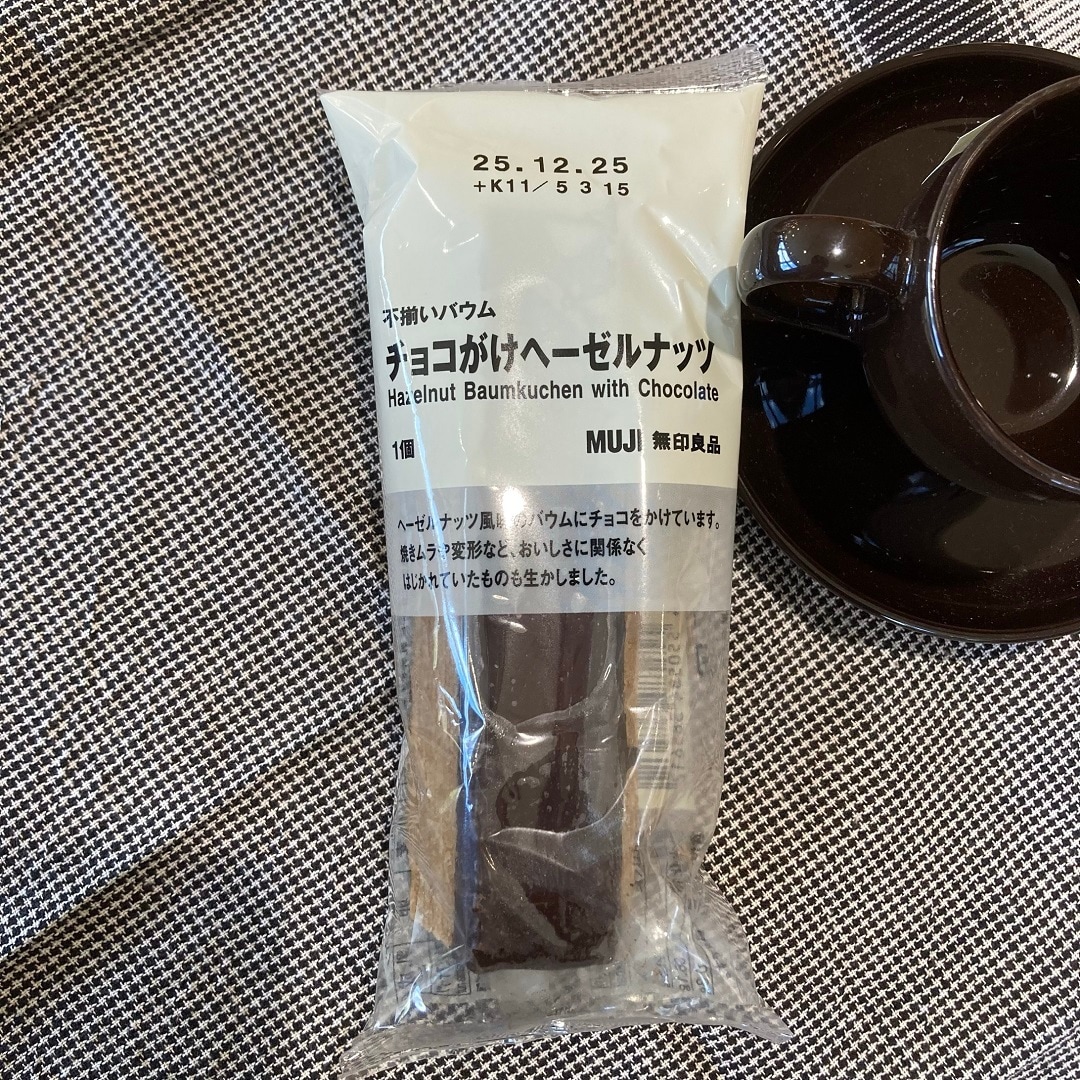 25.12.25
+K11/ 5 3 15
不揃いバウム
チョコがけヘーゼルナッツ
Hazelnut Baumkuchen with Chocolate
1個
MUJI 無印良品
ヘーゼルナッツ風味のバウムにチョコをかけています。
焼きムラや変形など、おいしさに関係なく
はじかれていたものも生かしました。